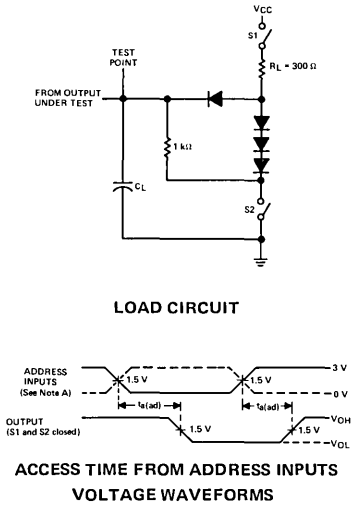 VCC
S1
TEST
POINT
RL = 300 Ω
FROM OUTPUT
UNDER TEST
1 kΩ
CL
S2
LOAD CIRCUIT
ADDRESS
INPUTS
(See Note A)
1.5 V
1.5 V
3 V
0 V
ta(ad)
ta(ad)
OUTPUT
(S1 and S2 closed)
1.5 V
1.5 V
VOH
VOL
ACCESS TIME FROM ADDRESS INPUTS
VOLTAGE WAVEFORMS